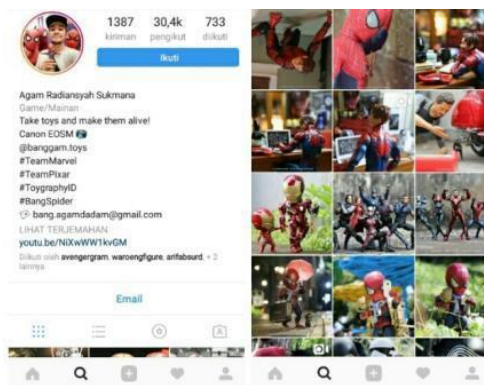 1387 30,4k 733
kiriman pengikut diikuti
Ikuti
Agam Radiansyah Sukmana
Game/Mainan
Take toys and make them alive!
Canon EOSM 📷
@banggam.toys
#TeamMarvel
#TeamPixar
#ToygraphyID
#BangSpider
bang.agamdadam@gmail.com
LIHAT TERJEMAHAN
youtu.be/NiXwWW1kvGM
Diikuti oleh avengergram, waroengfigure, arifabsurd, + 2
lainnya
Email